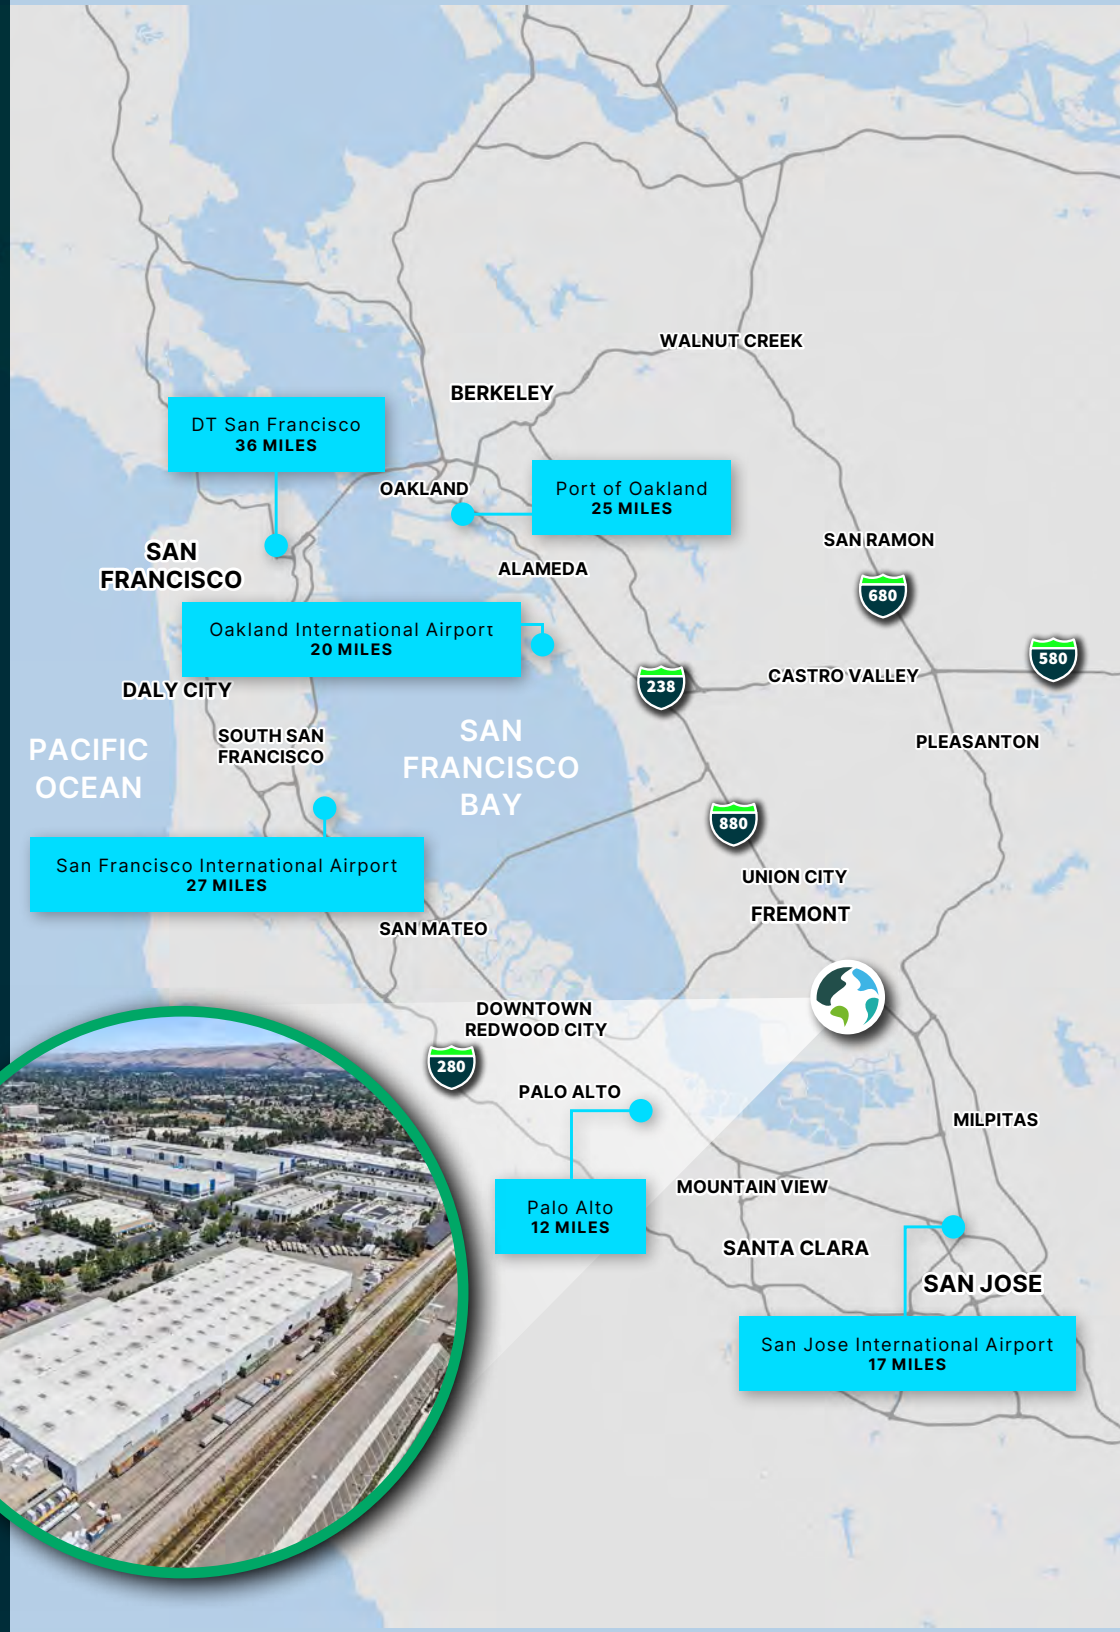 WALNUT CREEK
BERKELEY
DT San Francisco
36 MILES
OAKLAND
Port of Oakland
25 MILES
SAN
FRANCISCO
ALAMEDA
SAN RAMON
680
Oakland International Airport
20 MILES
580
238
CASTRO VALLEY
DALY CITY
SOUTH SAN
FRANCISCO
PLEASANTON
PACIFIC
OCEAN
SAN
FRANCISCO
BAY
880
San Francisco International Airport
27 MILES
UNION CITY
FREMONT
SAN MATEO
DOWNTOWN
REDWOOD CITY
280
PALO ALTO
MILPITAS
MOUNTAIN VIEW
Palo Alto
12 MILES
SANTA CLARA
SAN JOSE
San Jose International Airport
17 MILES